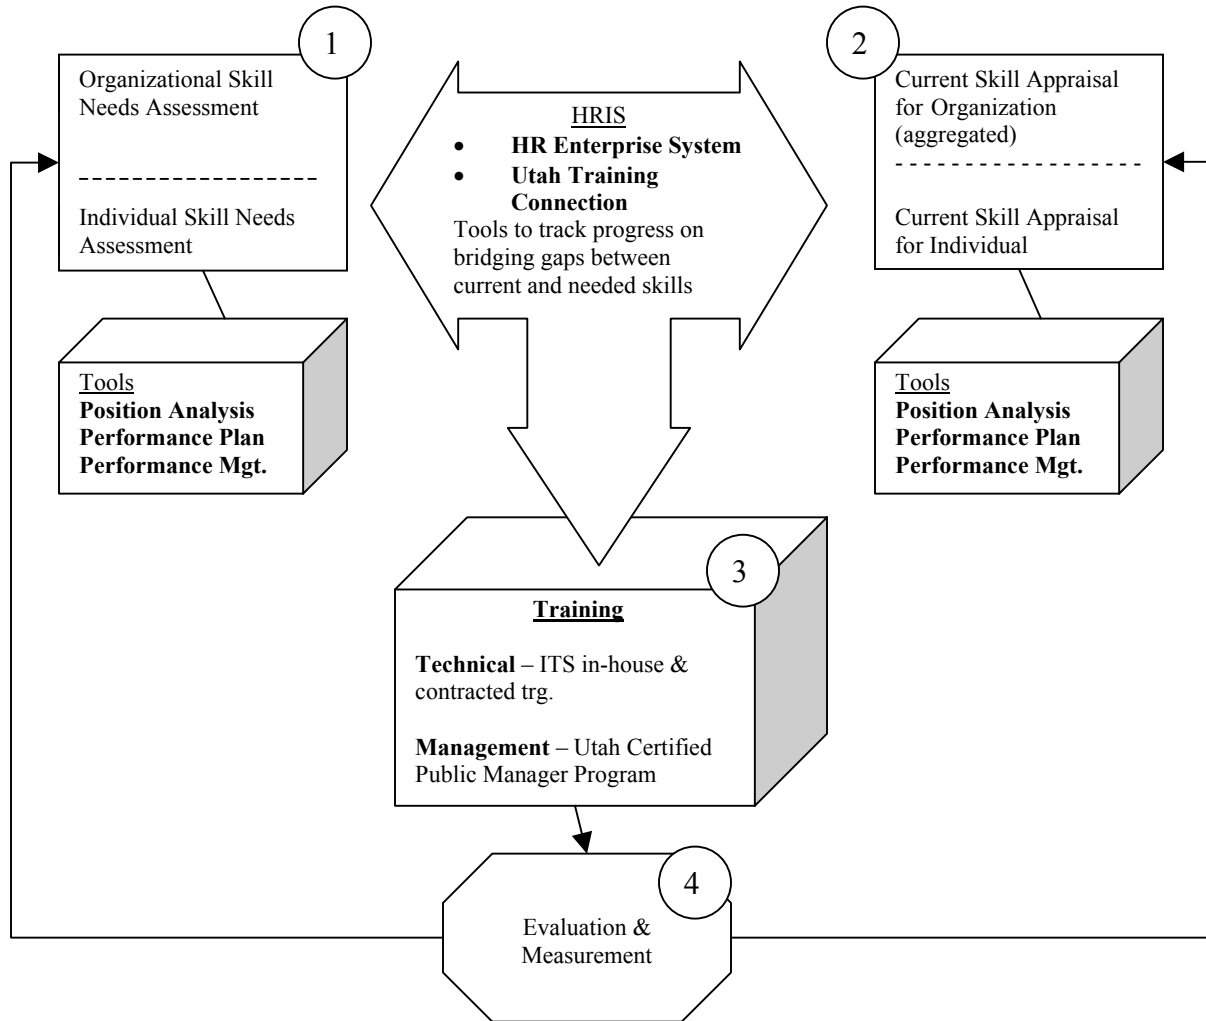 1
Organizational Skill
Needs Assessment
Individual Skill Needs
Assessment
Tools
Position Analysis
Performance Plan
Performance Mgt.
HRIS
• HR Enterprise System
• Utah Training
Connection
Tools to track progress on
bridging gaps between
current and needed skills
2
Current Skill Appraisal
for Organization
(aggregated)
Current Skill Appraisal
for Individual
Tools
Position Analysis
Performance Plan
Performance Mgt.
3
Training
Technical – ITS in-house &
contracted trg.
Management – Utah Certified
Public Manager Program
4
Evaluation &
Measurement